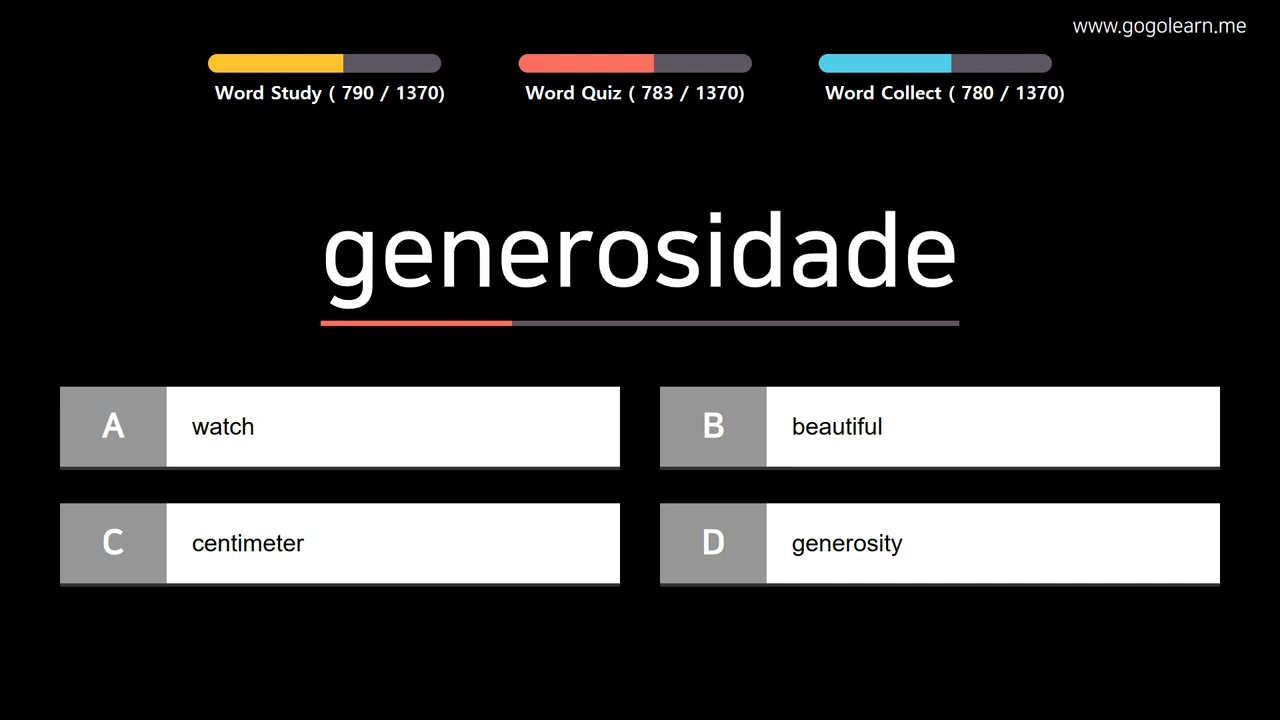 www.gogolearn.me
Word Study ( 790 / 1370)
Word Quiz ( 783 / 1370)
Word Collect ( 780 / 1370)
generosidade
A watch
B beautiful
C centimeter
D generosity